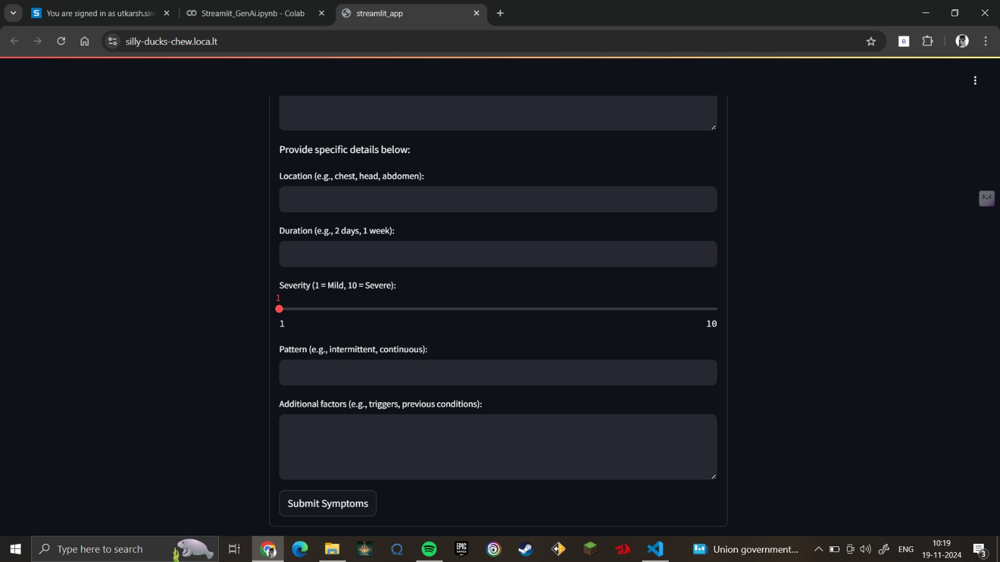 You are signed in as utkarsh.sin
Streamlit_GenAi.ipynb - Colab
streamlit_app
silly-ducks-chew.loca.lt
B
Provide specific details below:
Location (e.g., chest, head, abdomen):
Duration (e.g., 2 days, 1 week):
Severity (1 = Mild, 10 = Severe):
1
1
10
Pattern (e.g., intermittent, continuous):
Additional factors (e.g., triggers, previous conditions):
Submit Symptoms
Type here to search
EPIC
GAMES
Union government...
ENG
10:19
19-11-2024
3